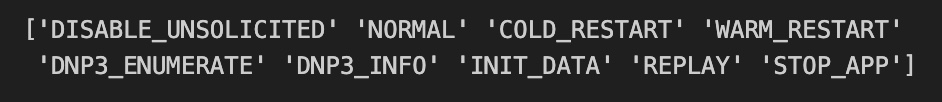 ['DISABLE_UNSOLICITED' 'NORMAL' 'COLD_RESTART' 'WARM_RESTART'
'DNP3_ENUMERATE' 'DNP3_INFO' 'INIT_DATA' 'REPLAY' 'STOP_APP']